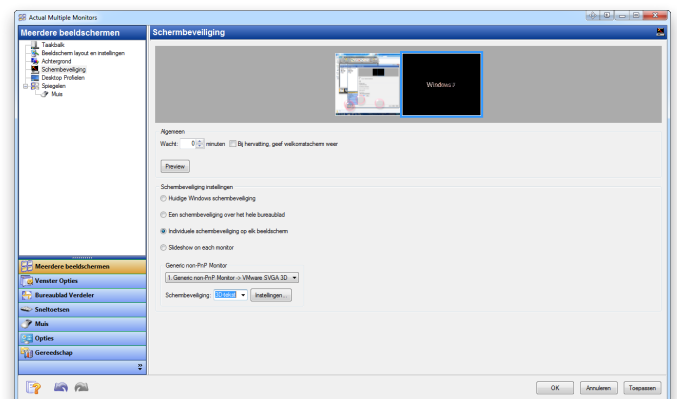 Actual Multiple Monitors
Meerdere beeldschermen
Schermbeveiliging
Taakbalk
Beeldscherm layout en instellingen
Achtergrond
Schermbeveiliging
Desktop Profielen
Spiegelen
Muis
Windows 7
Algemeen
Wacht: 0 minuten Bij hervatting, geef welkomstscherm weer
Preview
Schermbeveiliging instellingen
Huidige Windows schermbeveiliging
Een schermbeveiliging over het hele bureaublad
Individuele schermbeveiliging op elk beeldscherm
Slideshow on each monitor
Generic non-PnP Monitor
1. Generic non-PnP Monitor -> VMware SVGA 3D
Schermbeveiliging: 3D-tekst Instellingen...
Meerdere beeldschermen
Venster Opties
Bureaublad Verdeler
Sneltoetsen
Muis
Opties
Gereedschap
OK Annuleren Toepassen